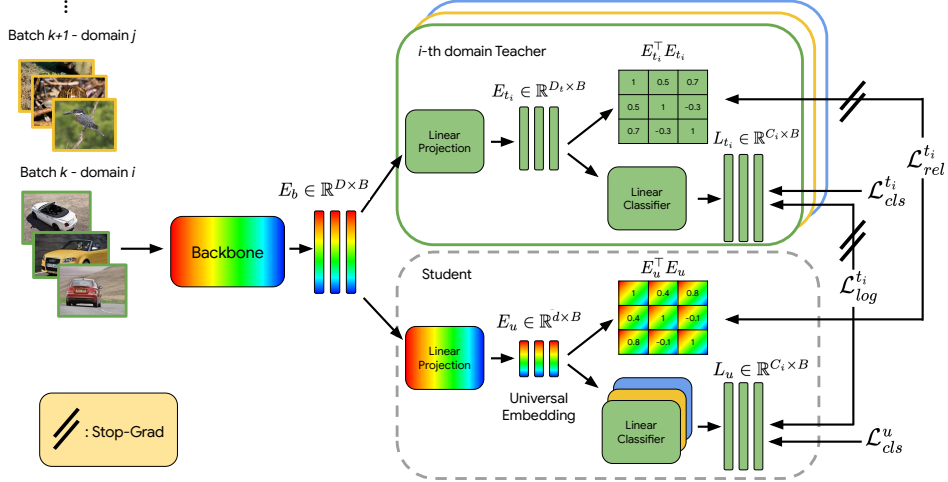 ⋮
Batch k+1 - domain j
Batch k - domain i
Backbone
E_b ∈ ℝ^{D×B}
i-th domain Teacher
Linear
Projection
E_{t_i} ∈ ℝ^{D_t×B}
E_{t_i}^⊤ E_{t_i}
1 0.5 0.7
0.5 1 -0.3
0.7 -0.3 1
Linear
Classifier
L_{t_i} ∈ ℝ^{C_i×B}
ℒ_{cls}^{t_i}
ℒ_{rel}^{t_i}
ℒ_{log}^{t_i}
Student
Linear
Projection
E_u ∈ ℝ^{d×B}
Universal
Embedding
E_u^⊤ E_u
1 0.4 0.8
0.4 1 -0.1
0.8 -0.1 1
Linear
Classifier
L_u ∈ ℝ^{C_i×B}
ℒ_{cls}^u
: Stop-Grad